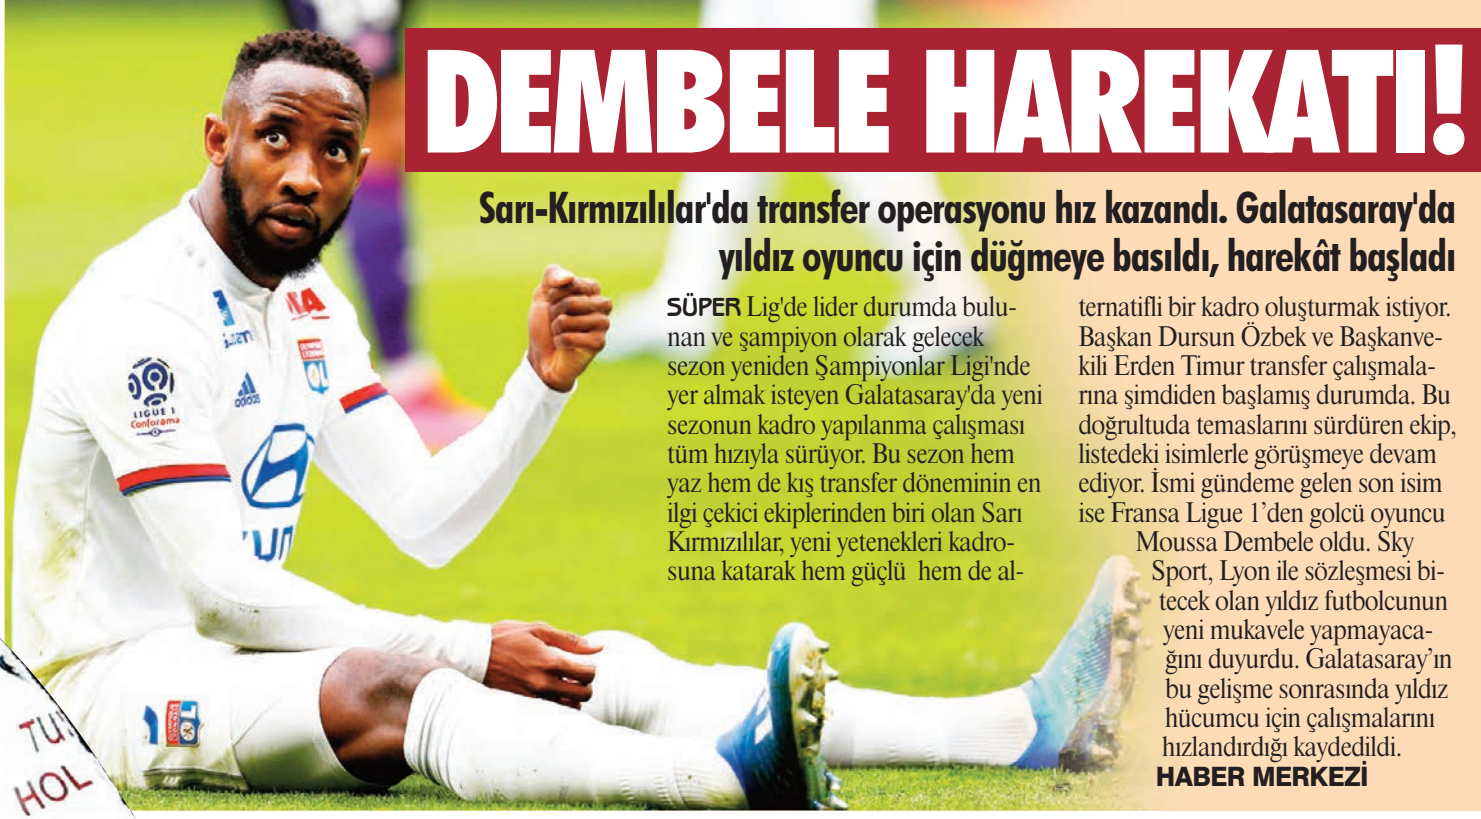 DEMBELE HAREKATI!
Sarı-Kırmızılılar'da transfer operasyonu hız kazandı. Galatasaray'da
yıldız oyuncu için düğmeye basıldı, harekât başladı
SÜPER Lig'de lider durumda bulu-
nan ve şampiyon olarak gelecek
sezon yeniden Şampiyonlar Ligi'nde
yer almak isteyen Galatasaray'da yeni
sezonun kadro yapılanma çalışması
tüm hızıyla sürüyor. Bu sezon hem
yaz hem de kış transfer döneminin en
ilgi çekici ekiplerinden biri olan Sarı
Kırmızılılar, yeni yetenekleri kadro-
suna katarak hem güçlü  hem de al-
ternatifli bir kadro oluşturmak istiyor.
Başkan Dursun Özbek ve Başkanve-
kili Erden Timur transfer çalışmala-
rına şimdiden başlamış durumda. Bu
doğrultuda temaslarını sürdüren ekip,
listedeki isimlerle görüşmeye devam
ediyor. İsmi gündeme gelen son isim
ise Fransa Ligue 1’den golcü oyuncu
Moussa Dembele oldu. Sky
Sport, Lyon ile sözleşmesi bi-
tecek olan yıldız futbolcunun
yeni mukavele yapmayaca-
ğını duyurdu. Galatasaray’ın
bu gelişme sonrasında yıldız
hücumcu için çalışmalarını
hızlandırdığı kaydedildi.
HABER MERKEZİ
LIGUE 1
Conforama
adidas
OL
TU
HOL